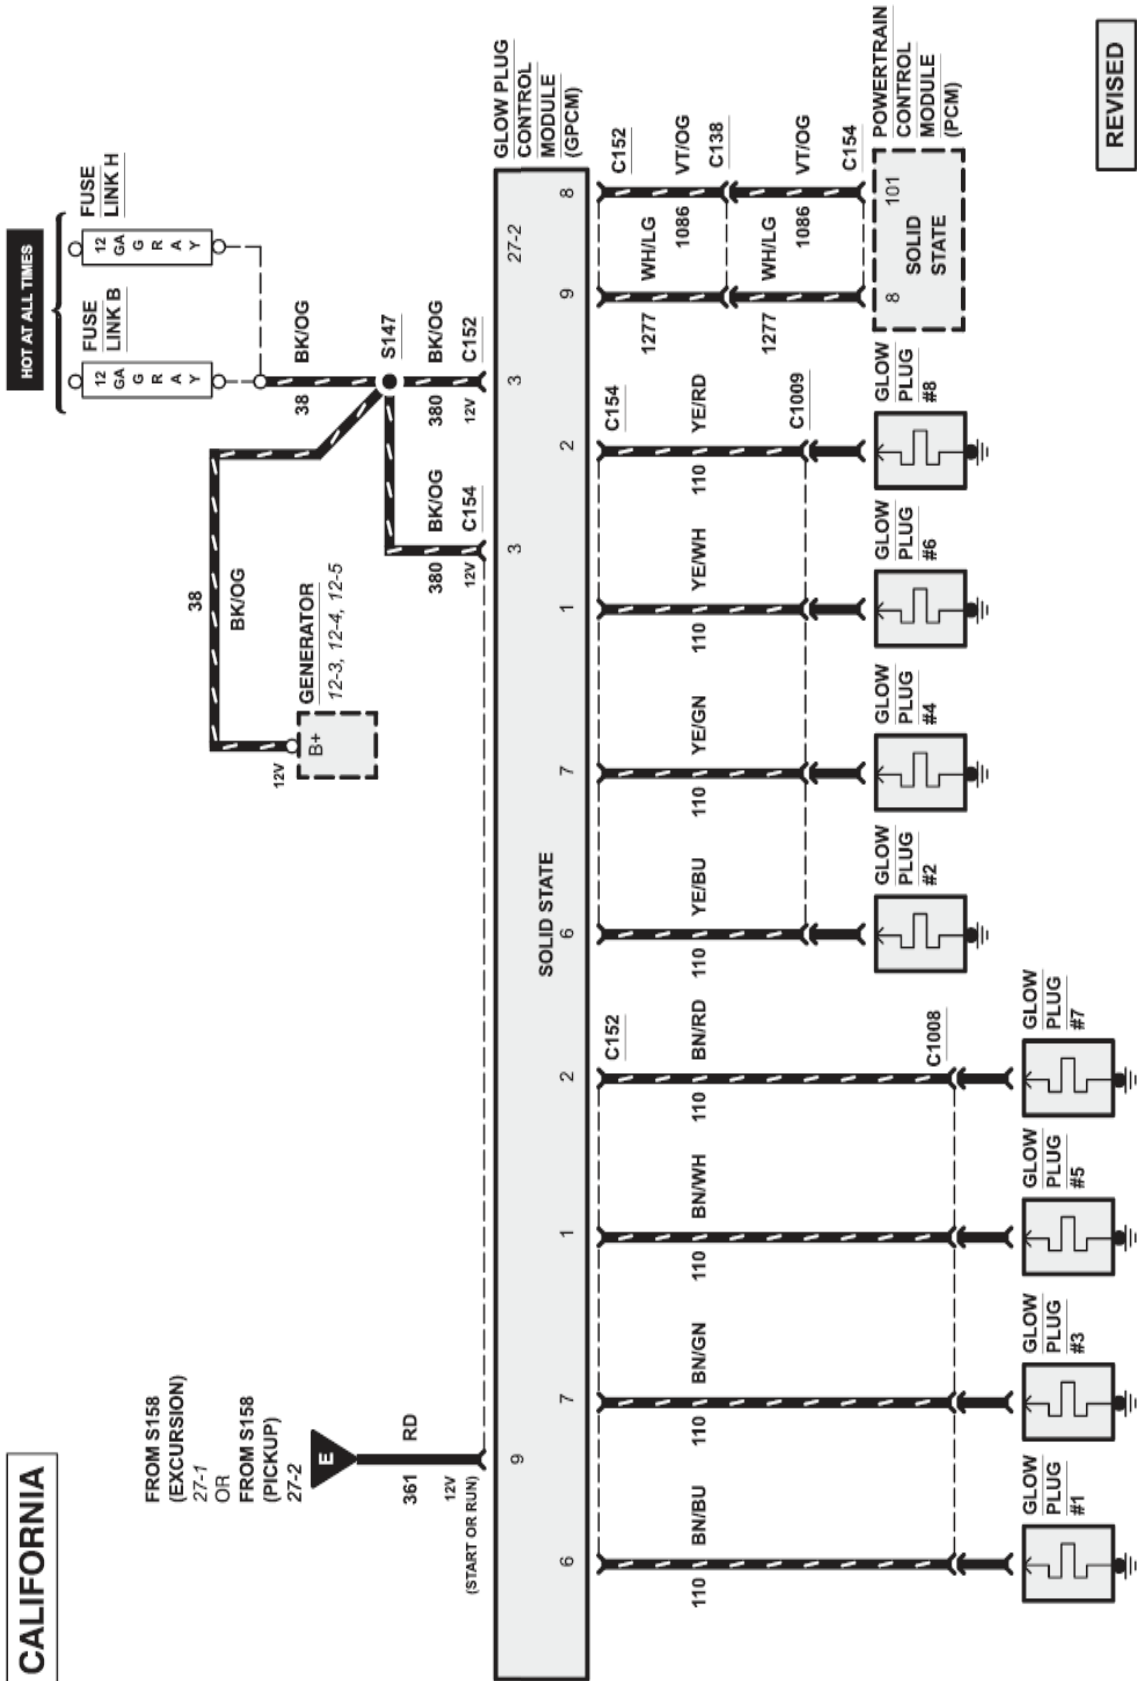 CALIFORNIA
FROM S158
(EXCURSION)
27-1
OR
FROM S158
(PICKUP)
27-2
E
361
RD
12V
(START OR RUN)
HOT AT ALL TIMES
FUSE
LINK B
12
GA
G
R
A
Y
FUSE
LINK H
12
GA
G
R
A
Y
38
BK/OG
S147
38
BK/OG
12V
B+
GENERATOR
12-3, 12-4, 12-5
380
BK/OG
12V
C154
380
BK/OG
12V
C152
9
3
3
27-2
GLOW PLUG
CONTROL
MODULE
(GPCM)
SOLID STATE
6
7
1
2
6
7
1
2
9
8
C152
C154
C152
110
BN/BU
110
BN/GN
110
BN/WH
110
BN/RD
110
YE/BU
110
YE/GN
110
YE/WH
110
YE/RD
1277
WH/LG
1086
VT/OG
C138
1277
WH/LG
1086
VT/OG
C1008
C1009
C154
8
101
SOLID
STATE
POWERTRAIN
CONTROL
MODULE
(PCM)
GLOW
PLUG
#1
GLOW
PLUG
#3
GLOW
PLUG
#5
GLOW
PLUG
#7
GLOW
PLUG
#2
GLOW
PLUG
#4
GLOW
PLUG
#6
GLOW
PLUG
#8
REVISED